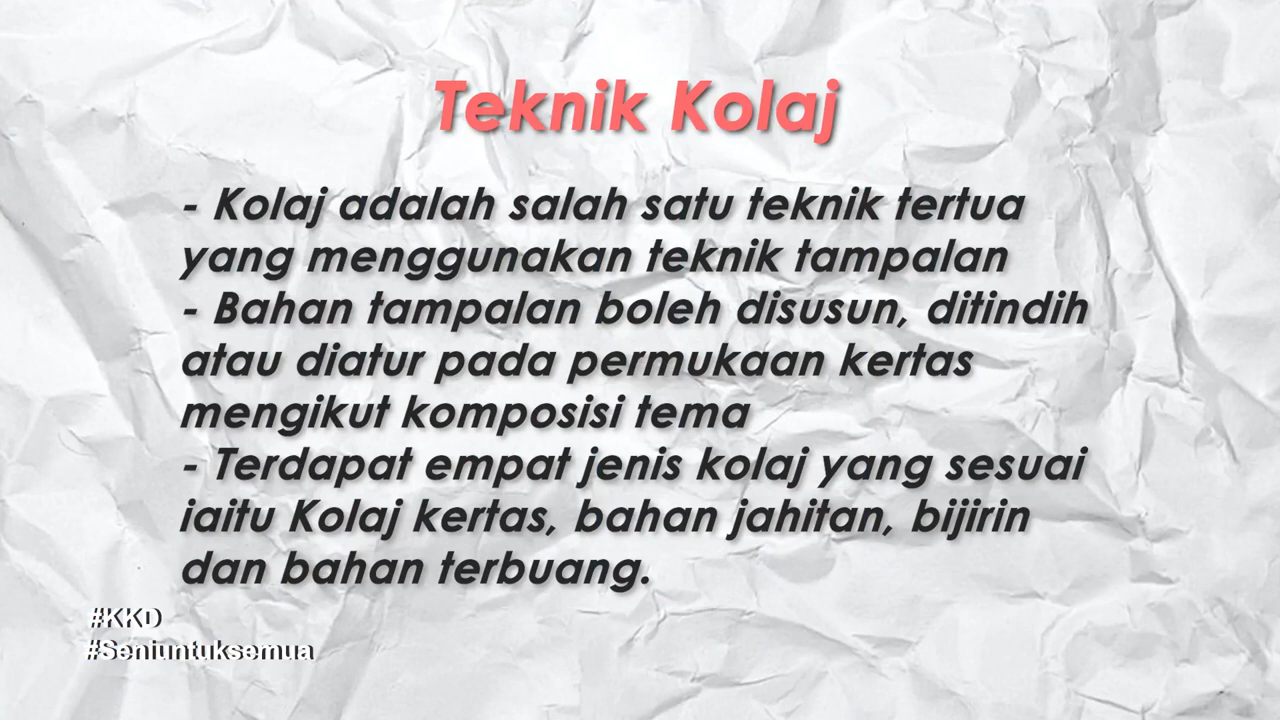 Teknik Kolaj
- Kolaj adalah salah satu teknik tertua
yang menggunakan teknik tampalan
- Bahan tampalan boleh disusun, ditindih
atau diatur pada permukaan kertas
mengikut komposisi tema
- Terdapat empat jenis kolaj yang sesuai
iaitu Kolaj kertas, bahan jahitan, bijirin
dan bahan terbuang.
#KKD
#Seniuntuksemua